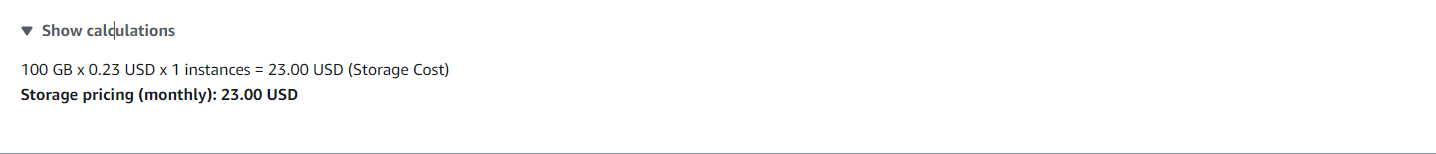 Show calculations
100 GB x 0.23 USD x 1 instances = 23.00 USD (Storage Cost)
Storage pricing (monthly): 23.00 USD